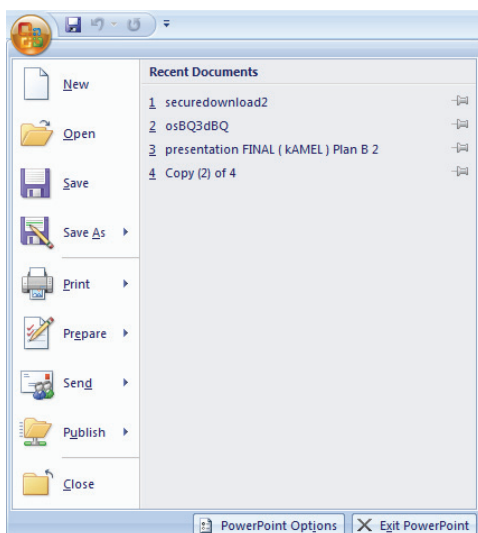 New
Open
Save
Save As
Print
Prepare
Send
Publish
Close
Recent Documents
1 securedownload2
2 osBQ3dBQ
3 presentation FINAL ( kAMEL ) Plan B 2
4 Copy (2) of 4
PowerPoint Options
Exit PowerPoint